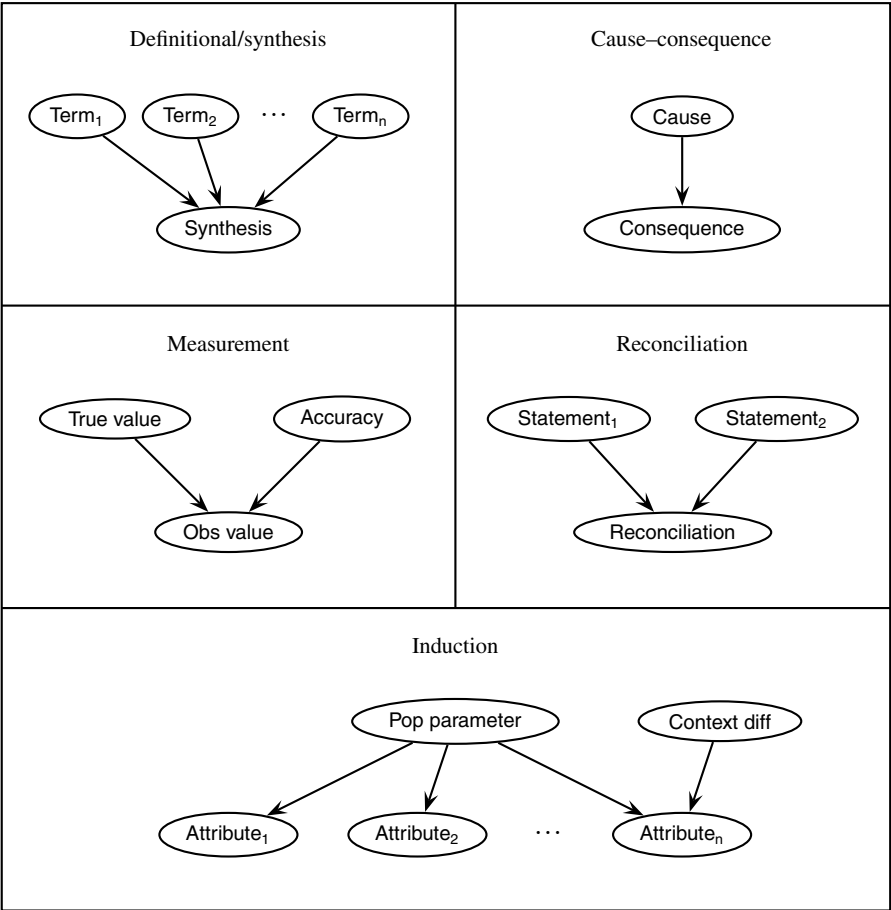 Definitional/synthesis
Term₁ Term₂ ··· Termₙ
Synthesis
Cause–consequence
Cause
Consequence
Measurement
True value Accuracy
Obs value
Reconciliation
Statement₁ Statement₂
Reconciliation
Induction
Pop parameter Context diff
Attribute₁ Attribute₂ ··· Attributeₙ